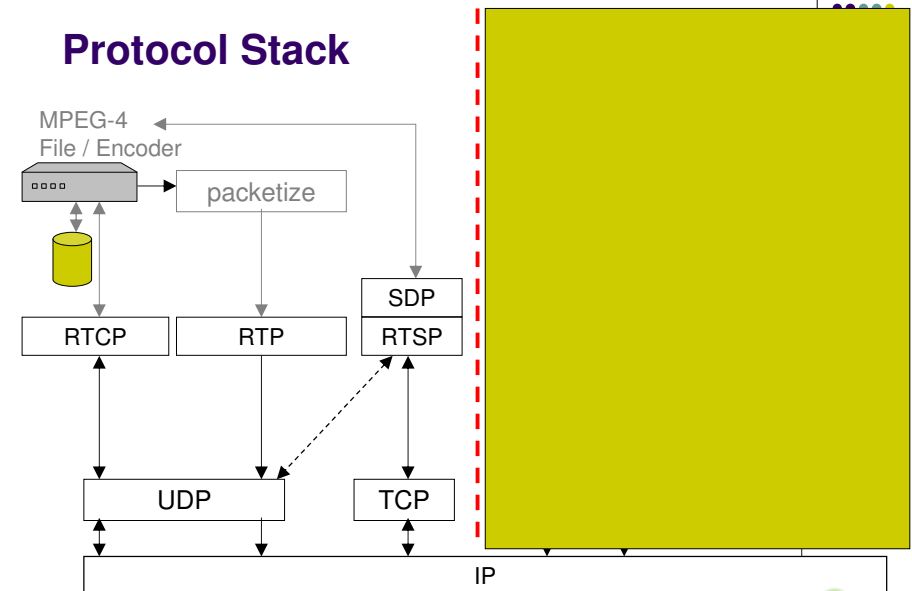 Protocol Stack
MPEG-4
File / Encoder
packetize
SDP
RTCP
RTP
RTSP
UDP
TCP
IP